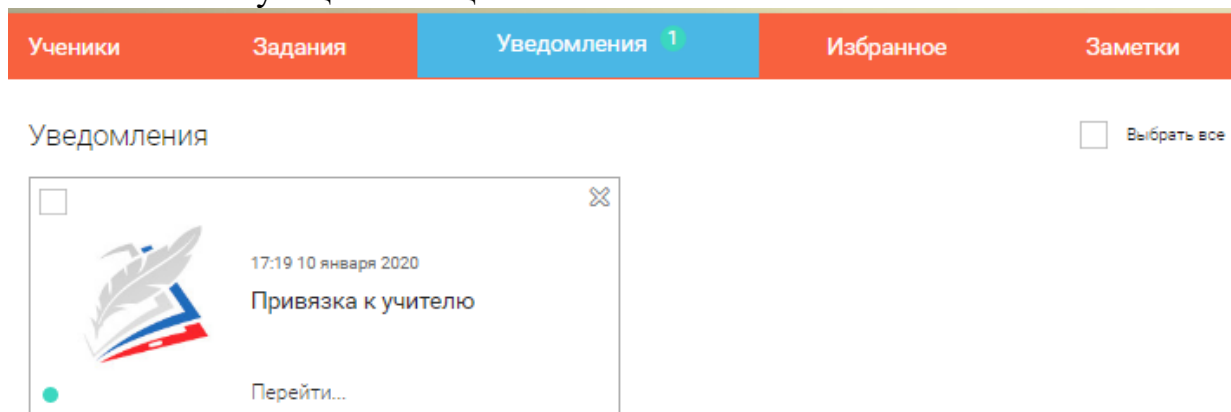 Ученики Задания Уведомления 1 Избранное Заметки
Уведомления Выбрать все
17:19 10 января 2020
Привязка к учителю
Перейти...